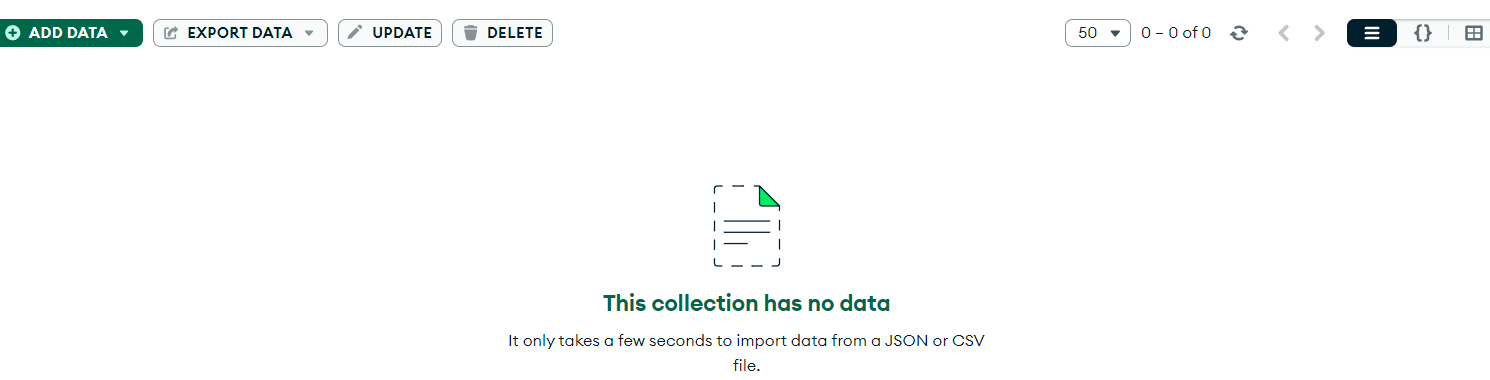 ADD DATA EXPORT DATA UPDATE DELETE 50 0 – 0 of 0 {}
This collection has no data
It only takes a few seconds to import data from a JSON or CSV
file.